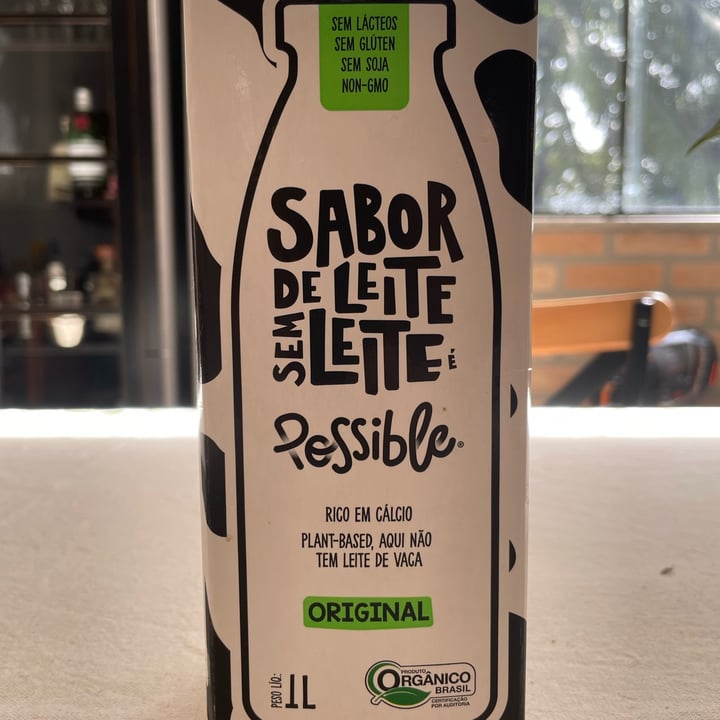 SEM LÁCTEOS
SEM GLÚTEN
SEM SOJA
NON-GMO
SABOR
DE LEITE
SEM LEITE É
Possible®
RICO EM CÁLCIO
PLANT-BASED, AQUI NÃO
TEM LEITE DE VACA
ORIGINAL
PESO LÍQ.: 1L
PRODUTO
ORGÂNICO
BRASIL
CERTIFICAÇÃO
POR AUDITORIA